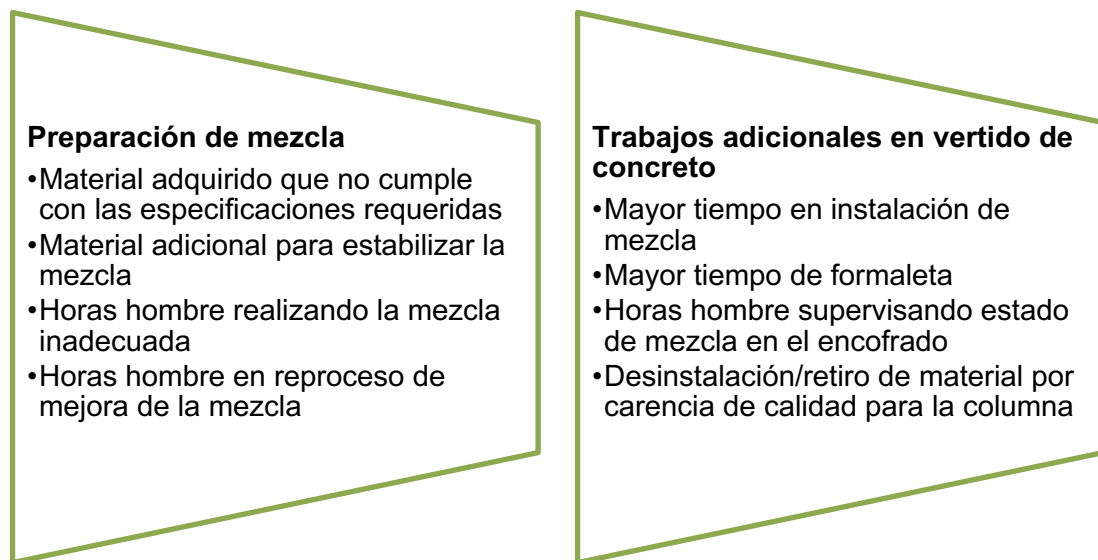 Preparación de mezcla
•Material adquirido que no cumple
con las especificaciones requeridas
•Material adicional para estabilizar la
mezcla
•Horas hombre realizando la mezcla
inadecuada
•Horas hombre en reproceso de
mejora de la mezcla
Trabajos adicionales en vertido de
concreto
•Mayor tiempo en instalación de
mezcla
•Mayor tiempo de formaleta
•Horas hombre supervisando estado
de mezcla en el encofrado
•Desinstalación/retiro de material por
carencia de calidad para la columna